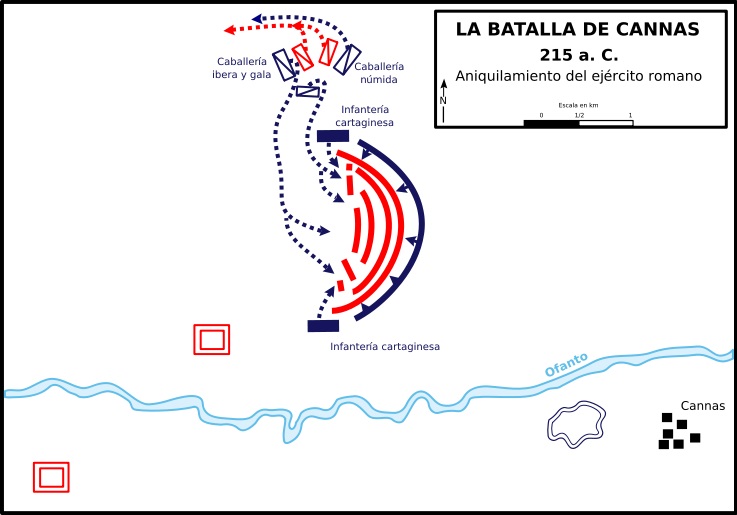 LA BATALLA DE CANNAS
215 a. C.
Aniquilamiento del ejército romano
N
Escala en km
0 1/2 1
Caballería
ibera y gala
Caballería
númida
Infantería
cartaginesa
Infantería cartaginesa
Ofanto
Cannas